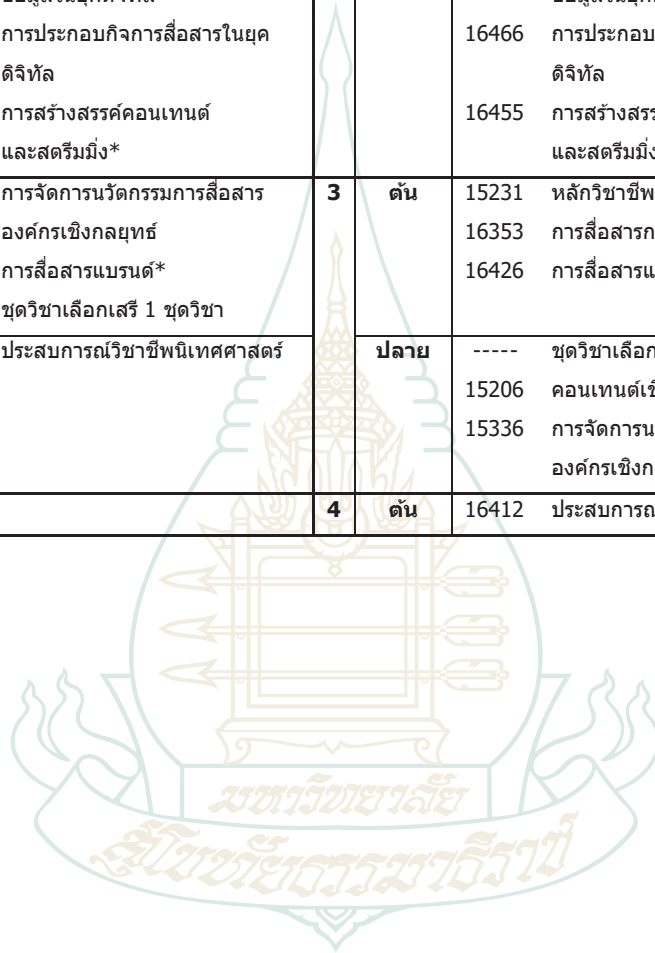 การประกอบกิจการสื่อสารในยุค 16466 การประกอบ
ดิจิทัล ดิจิทัล
การสร้างสรรค์คอนเทนต์ 16455 การสร้างสรร
และสตรีมมิ่ง* และสตรีมมิ่ง
การจัดการนวัตกรรมการสื่อสาร 3 ต้น 15231 หลักวิชาชีพ
องค์กรเชิงกลยุทธ์ 16353 การสื่อสารก
การสื่อสารแบรนด์* 16426 การสื่อสารแ
ชุดวิชาเลือกเสรี 1 ชุดวิชา
ประสบการณ์วิชาชีพนิเทศศาสตร์ ปลาย ----- ชุดวิชาเลือก
15206 คอนเทนต์เชิ
15336 การจัดการน
องค์กรเชิงก
4 ต้น 16412 ประสบการณ
มหาวิทยาลัย
สุโขทัยธรรมาธิราช